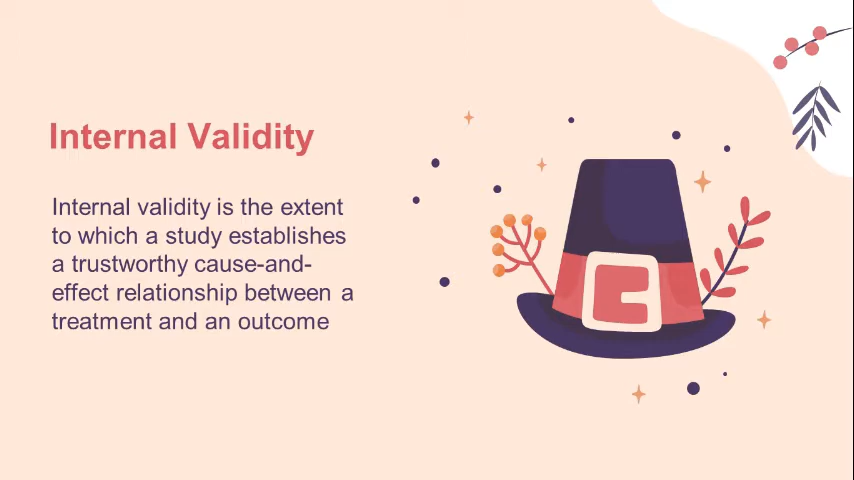 Internal Validity
Internal validity is the extent
to which a study establishes
a trustworthy cause-and-
effect relationship between a
treatment and an outcome